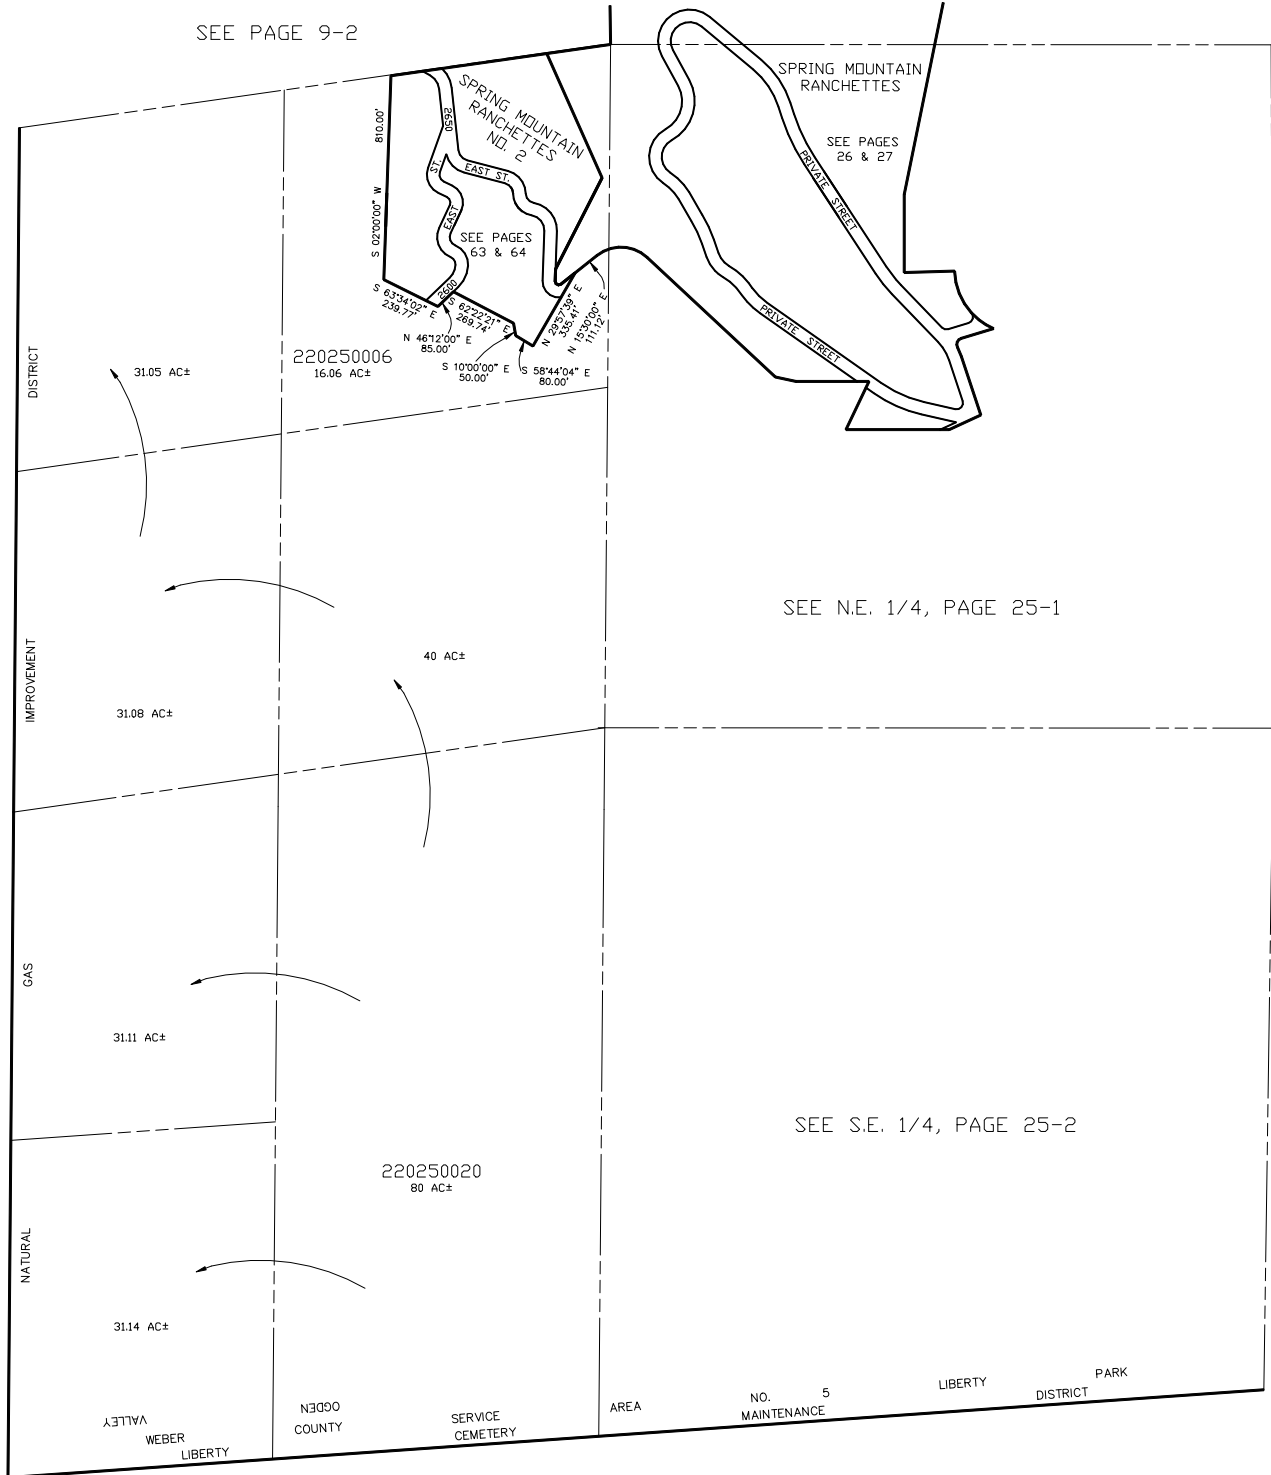 SEE PAGE 9-2
SPRING MOUNTAIN
RANCHETTES
NO. 2
SPRING MOUNTAIN
RANCHETTES
SEE PAGES
26 & 27
PRIVATE STREET
PRIVATE STREET
810.00'
S 02°00'00" W
2650
EAST ST.
ST.
EAST
2600
SEE PAGES
63 & 64
S 63°34'02" E
239.77'
N 46°12'00" E
85.00'
S 62°22'21" E
269.74'
S 10°00'00" E
50.00'
S 58°44'04" E
80.00'
N 29°57'39" E
335.41'
N 15°30'00" E
111.12'
DISTRICT
31.05 AC±
220250006
16.06 AC±
IMPROVEMENT
31.08 AC±
40 AC±
SEE N.E. 1/4, PAGE 25-1
GAS
31.11 AC±
SEE S.E. 1/4, PAGE 25-2
220250020
80 AC±
NATURAL
31.14 AC±
VALLEY
OGDEN
WEBER
COUNTY
SERVICE
AREA
NO. 5
LIBERTY
PARK
LIBERTY
CEMETERY
MAINTENANCE
DISTRICT